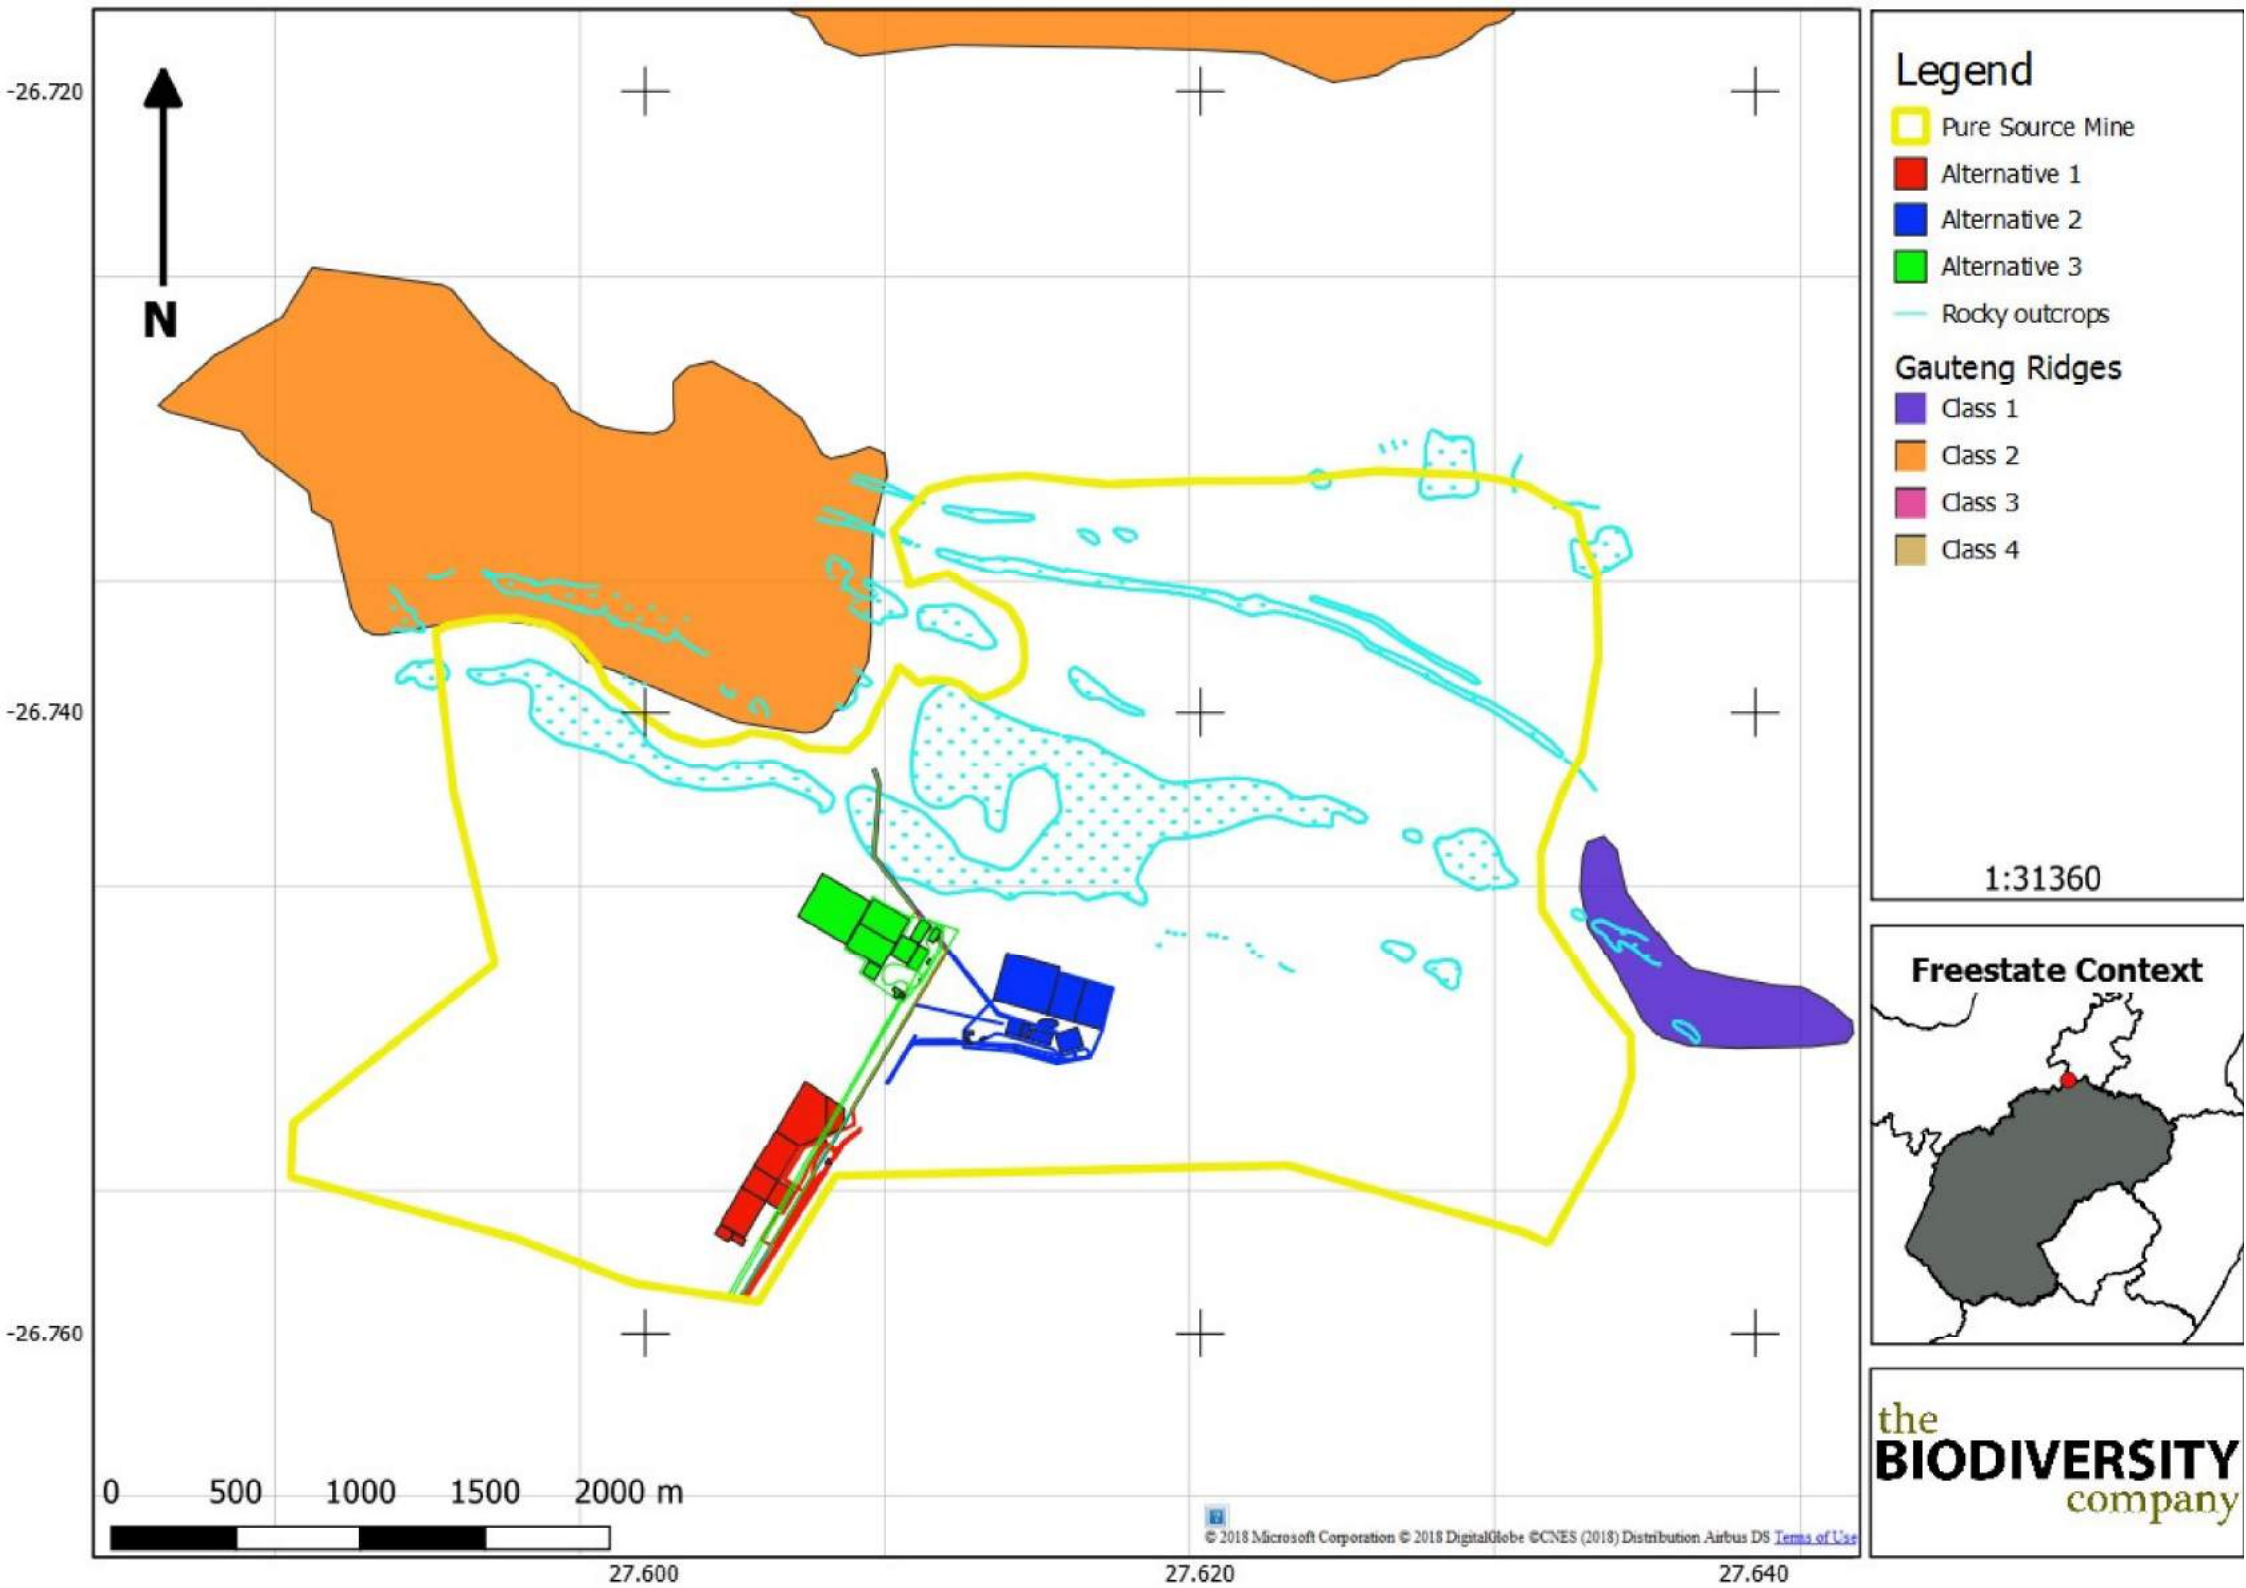 -26.720
-26.740
-26.760
N
0 500 1000 1500 2000 m
© 2018 Microsoft Corporation © 2018 DigitalGlobe ©CNES (2018) Distribution Airbus DS Terms of Use
27.600 27.620 27.640
Legend
Pure Source Mine
Alternative 1
Alternative 2
Alternative 3
Rocky outcrops
Gauteng Ridges
Class 1
Class 2
Class 3
Class 4
1:31360
Freestate Context
the
BIODIVERSITY
company